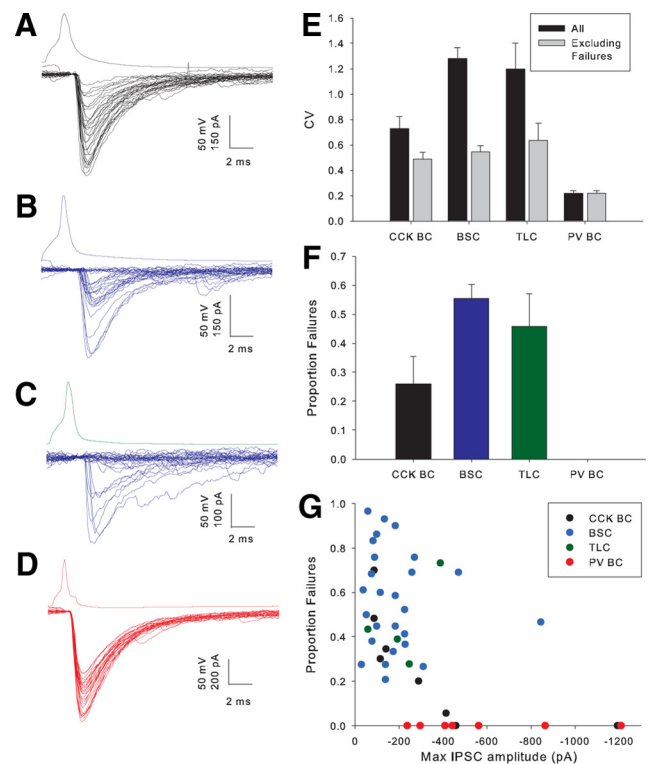 A
50 mV
150 pA
2 ms
B
50 mV
150 pA
2 ms
C
50 mV
100 pA
2 ms
D
50 mV
200 pA
2 ms
E
1.6
1.4
1.2
1.0
0.8
0.6
0.4
0.2
0.0
CV
All
Excluding
Failures
CCK BC
BSC
TLC
PV BC
F
0.7
0.6
0.5
0.4
0.3
0.2
0.1
0.0
Proportion Failures
CCK BC
BSC
TLC
PV BC
G
1.0
0.8
0.6
0.4
0.2
0.0
Proportion Failures
CCK BC
BSC
TLC
PV BC
0
-200
-400
-600
-800
-1000
-1200
Max IPSC amplitude (pA)